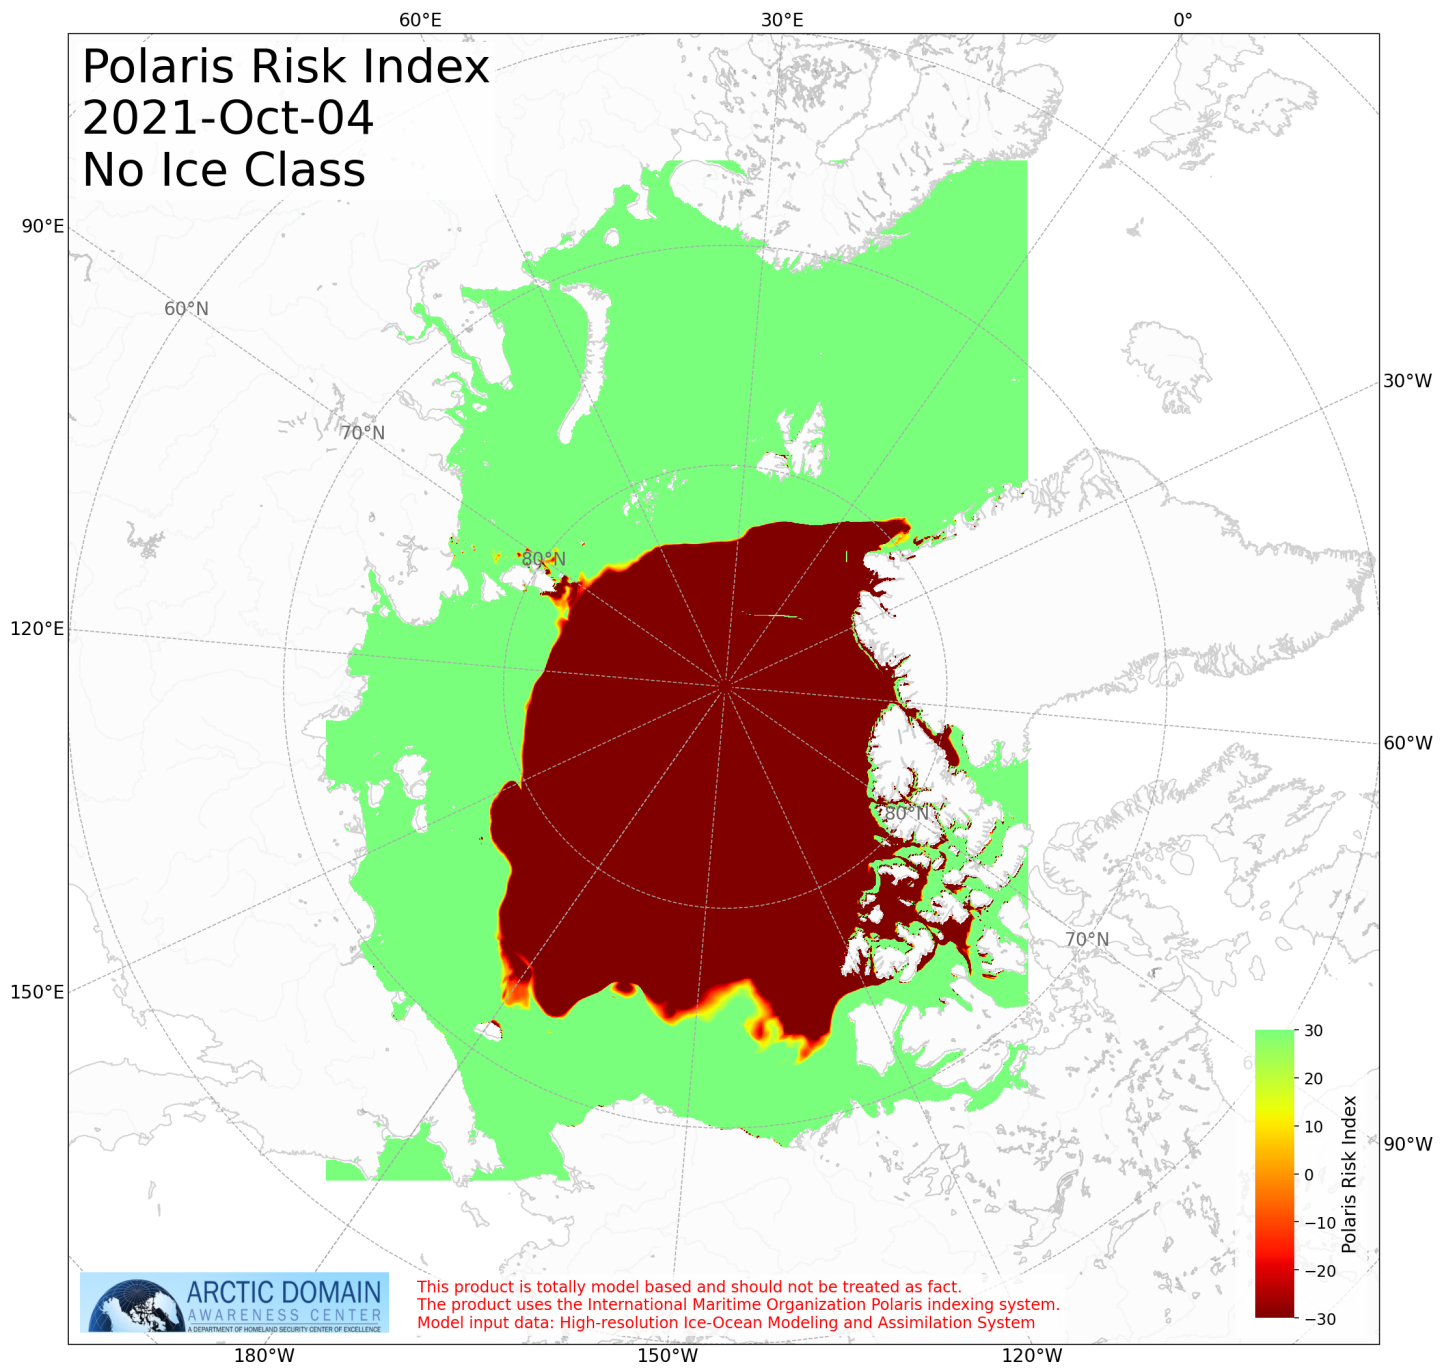 60°E 30°E 0°
Polaris Risk Index
2021-Oct-04
No Ice Class
90°E
60°N
30°W
70°N
80°N
120°E
60°W
80°N
70°N
150°E
30
20
10
0
−10
−20
−30
Polaris Risk Index
90°W
ARCTIC DOMAIN
AWARENESS CENTER
A DEPARTMENT OF HOMELAND SECURITY CENTER OF EXCELLENCE
This product is totally model based and should not be treated as fact.
The product uses the International Maritime Organization Polaris indexing system.
Model input data: High-resolution Ice-Ocean Modeling and Assimilation System
180°W 150°W 120°W